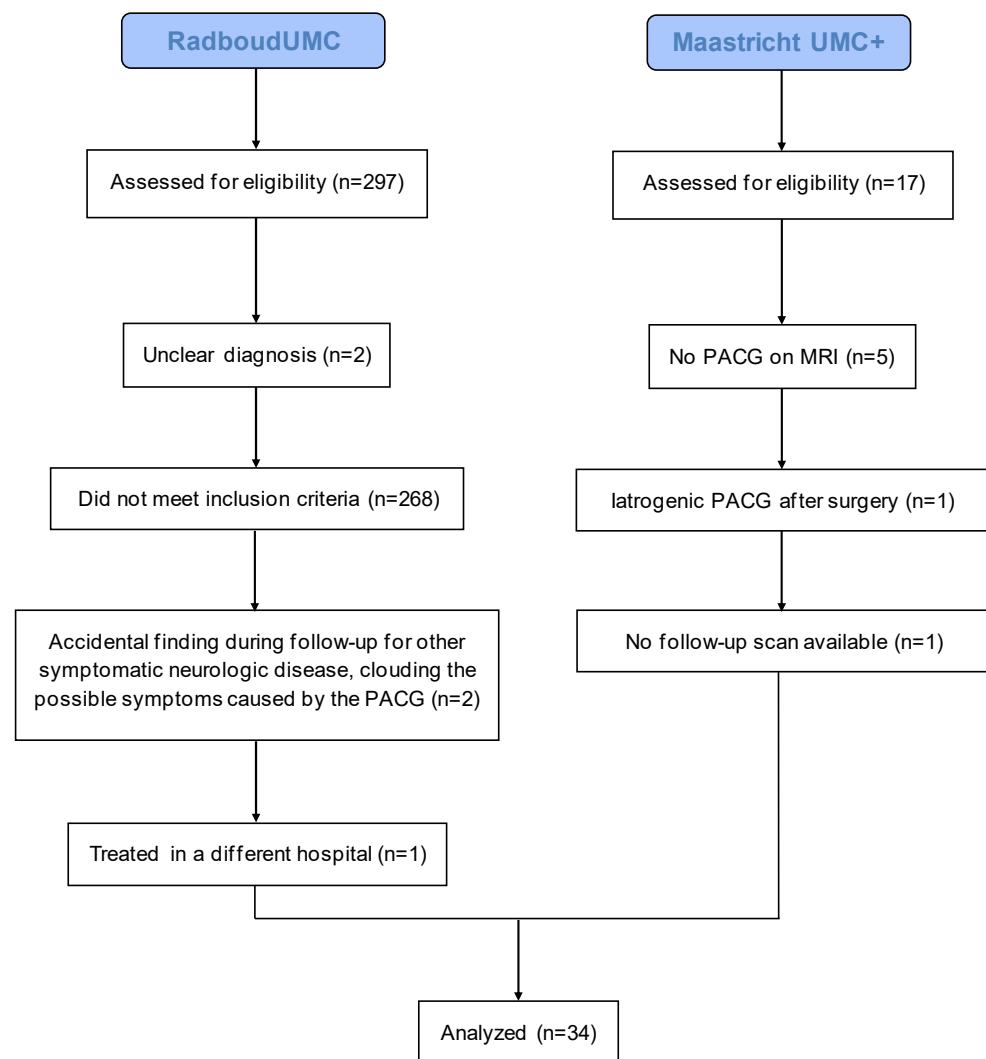 RadboudUMC
Assessed for eligibility (n=297)
Unclear diagnosis (n=2)
Did not meet inclusion criteria (n=268)
Accidental finding during follow-up for other
symptomatic neurologic disease, clouding the
possible symptoms caused by the PACG (n=2)
Treated in a different hospital (n=1)
Maastricht UMC+
Assessed for eligibility (n=17)
No PACG on MRI (n=5)
Iatrogenic PACG after surgery (n=1)
No follow-up scan available (n=1)
Analyzed (n=34)